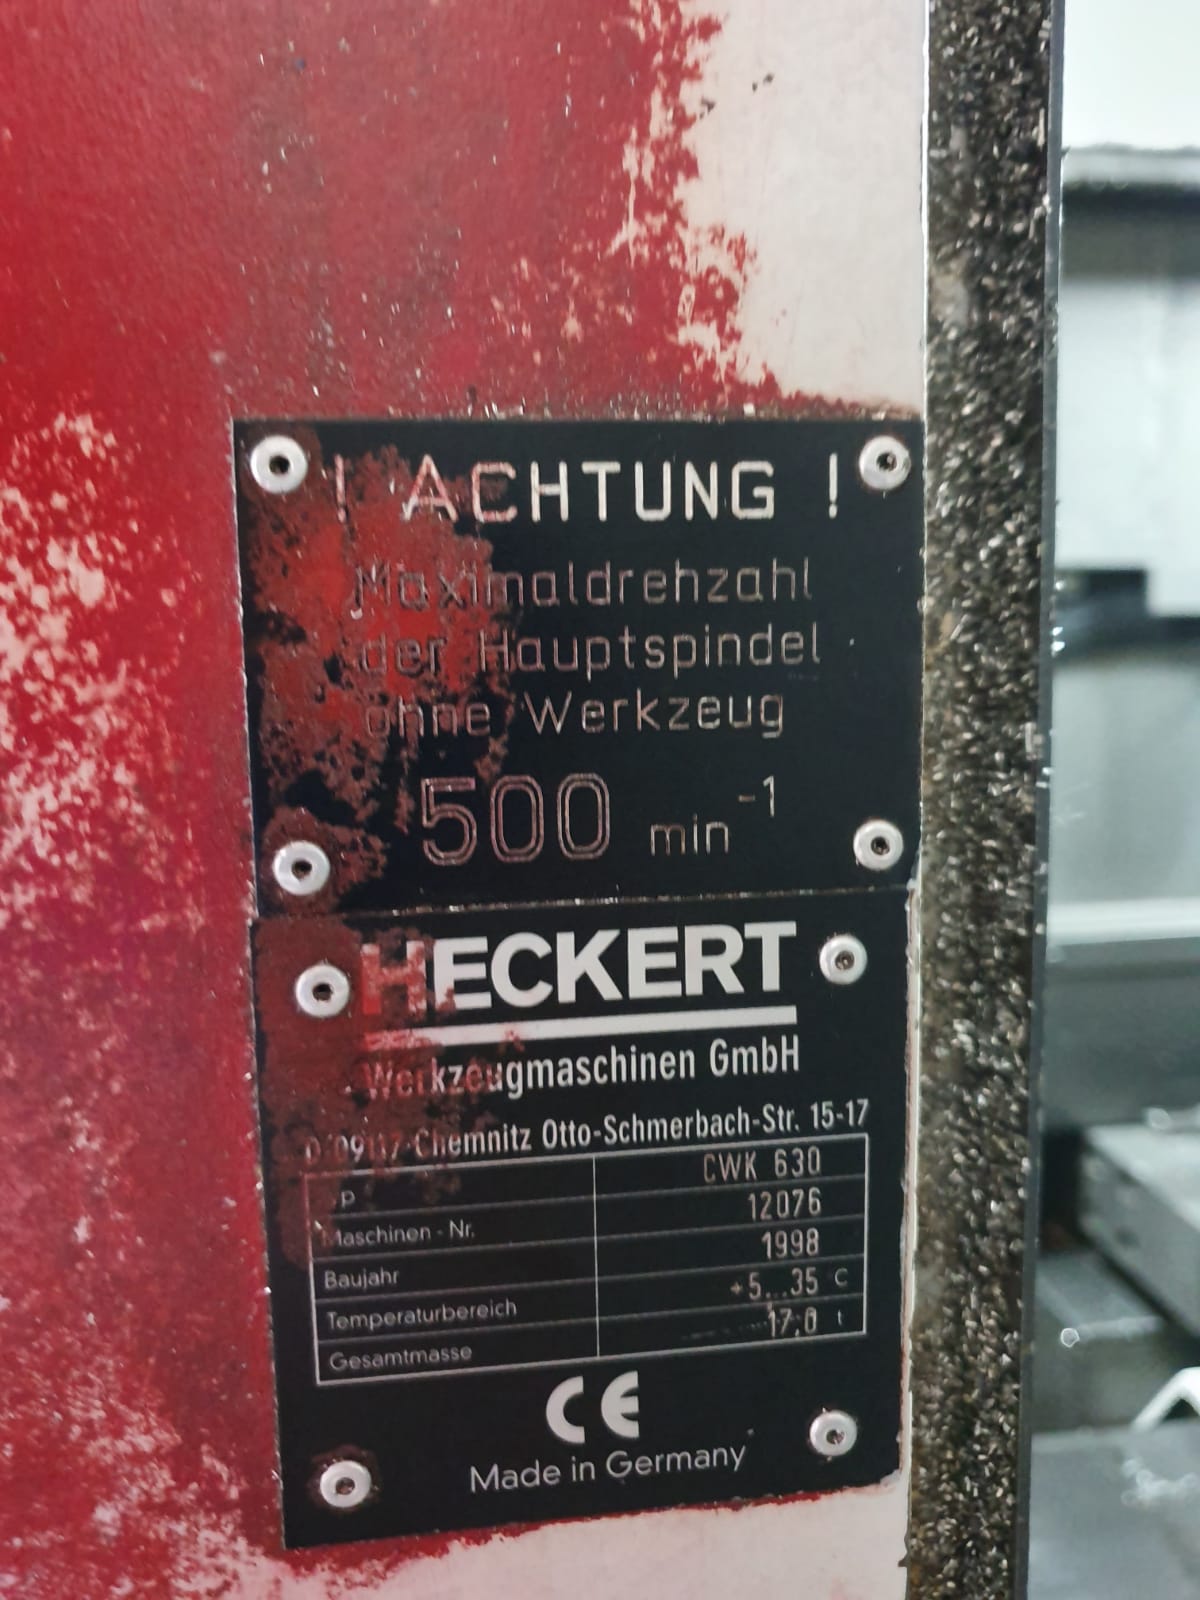 ! ACHTUNG !
Maximaldrehzahl
der Hauptspindel
ohne Werkzeug
500 min -1
HECKERT
Werkzeugmaschinen GmbH
Chemnitz Otto-Schmerbach-Str. 15-17
CWK 630
Maschinen - Nr. 12076
Baujahr 1998
Temperaturbereich +5...35 C
Gesamtmasse 17,0 t
CE
Made in Germany